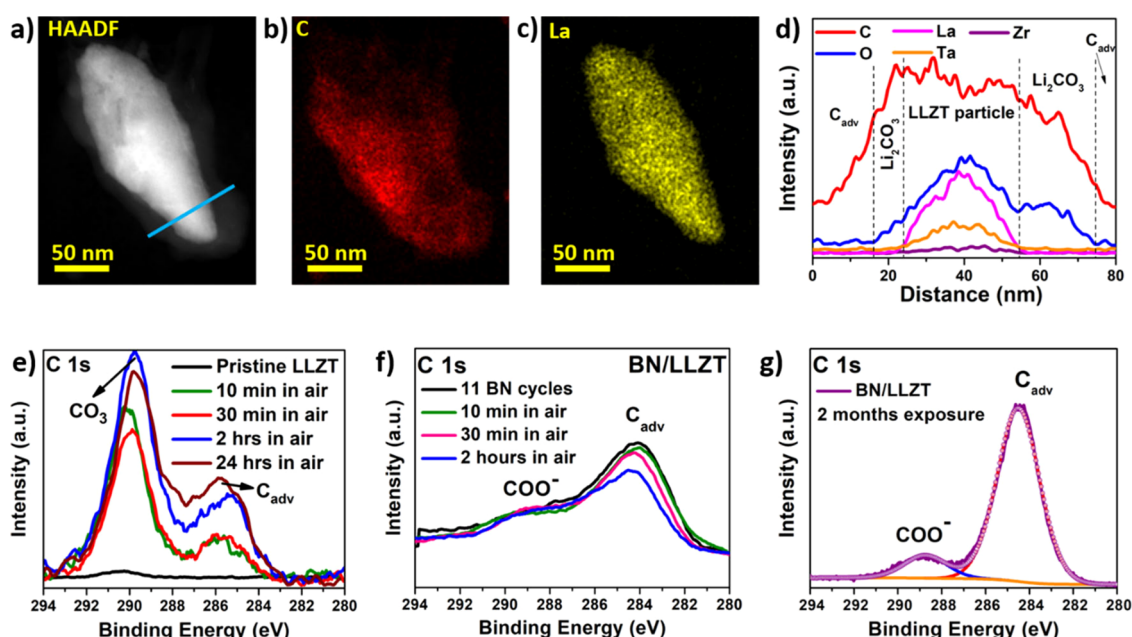 a) HAADF
50 nm
b) C
50 nm
c) La
50 nm
d)
C La Zr
O Ta
C_adv
Li₂CO₃
C_adv
LLZT particle
Li₂CO₃
Intensity (a.u.)
0 20 40 60 80
Distance (nm)
e) C 1s
Pristine LLZT
10 min in air
30 min in air
2 hrs in air
24 hrs in air
CO₃
C_adv
Intensity (a.u.)
294 292 290 288 286 284 282 280
Binding Energy (eV)
f) C 1s BN/LLZT
11 BN cycles
10 min in air
30 min in air
2 hours in air
C_adv
COO⁻
Intensity (a.u.)
294 292 290 288 286 284 282 280
Binding Energy (eV)
g) C 1s
BN/LLZT
2 months exposure
C_adv
COO⁻
Intensity (a.u.)
294 292 290 288 286 284 282 280
Binding Energy (eV)